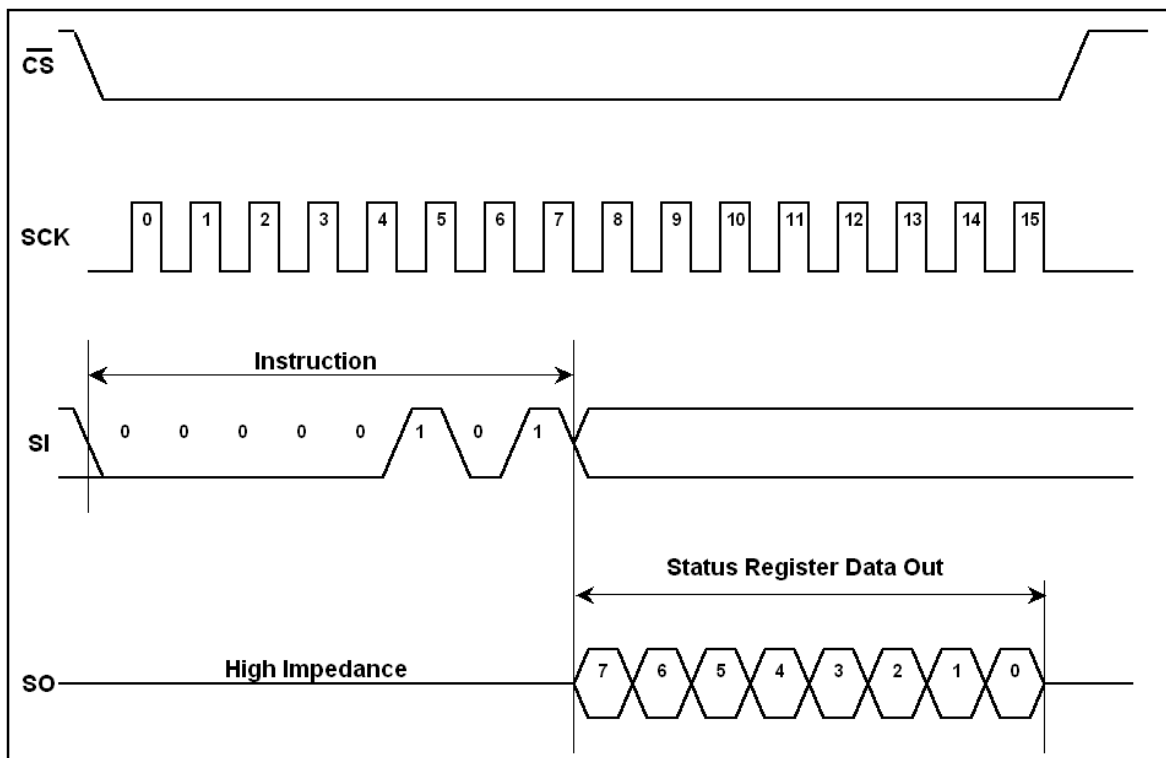 CS
SCK 0 1 2 3 4 5 6 7 8 9 10 11 12 13 14 15
Instruction
SI 0 0 0 0 0 1 0 1
Status Register Data Out
High Impedance
SO 7 6 5 4 3 2 1 0